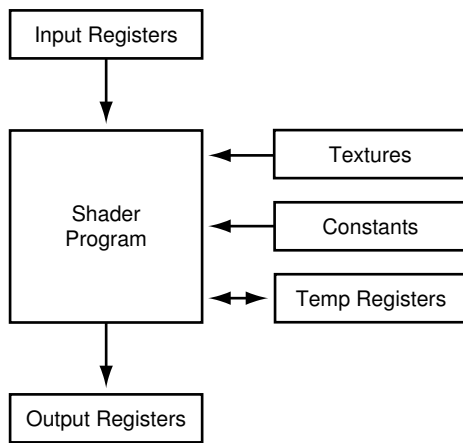 Input Registers
Shader
Program
Textures
Constants
Temp Registers
Output Registers